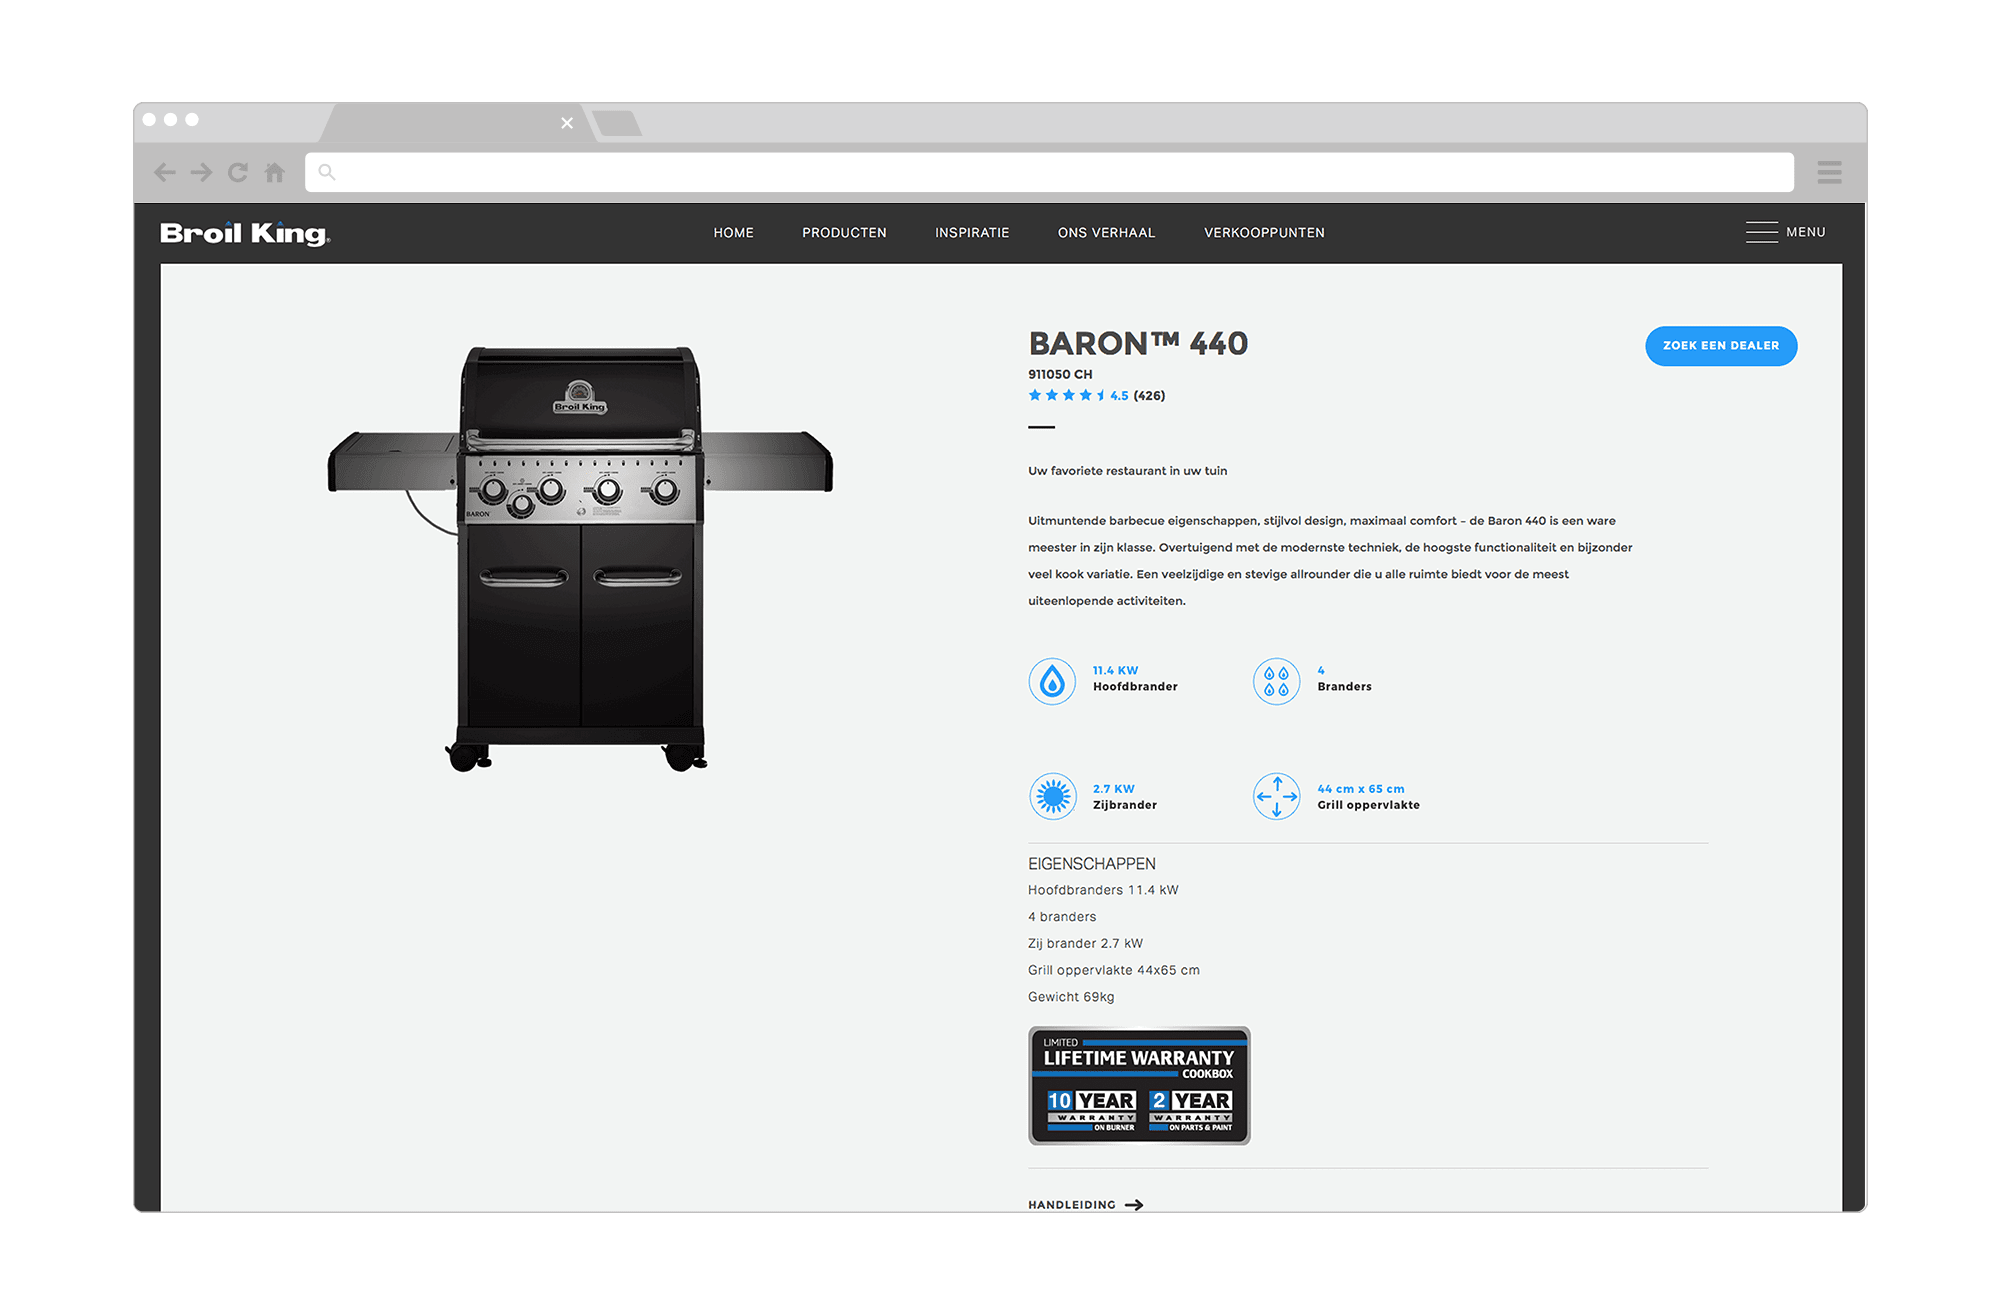 Broil King®
HOME
PRODUCTEN
INSPIRATIE
ONS VERHAAL
VERKOOPPUNTEN
MENU
Broil King
BARON
BARON™ 440
ZOEK EEN DEALER
911050 CH
4.5 (426)
Uw favoriete restaurant in uw tuin
Uitmuntende barbecue eigenschappen, stijlvol design, maximaal comfort – de Baron 440 is een ware
meester in zijn klasse. Overtuigend met de modernste techniek, de hoogste functionaliteit en bijzonder
veel kook variatie. Een veelzijdige en stevige allrounder die u alle ruimte biedt voor de meest
uiteenlopende activiteiten.
11.4 KW
Hoofdbrander
4
Branders
2.7 KW
Zijbrander
44 cm x 65 cm
Grill oppervlakte
EIGENSCHAPPEN
Hoofdbranders 11.4 kW
4 branders
Zij brander 2.7 kW
Grill oppervlakte 44x65 cm
Gewicht 69kg
LIMITED
LIFETIME WARRANTY
COOKBOX
10 YEAR
WARRANTY
ON BURNER
2 YEAR
WARRANTY
ON PARTS & PAINT
HANDLEIDING